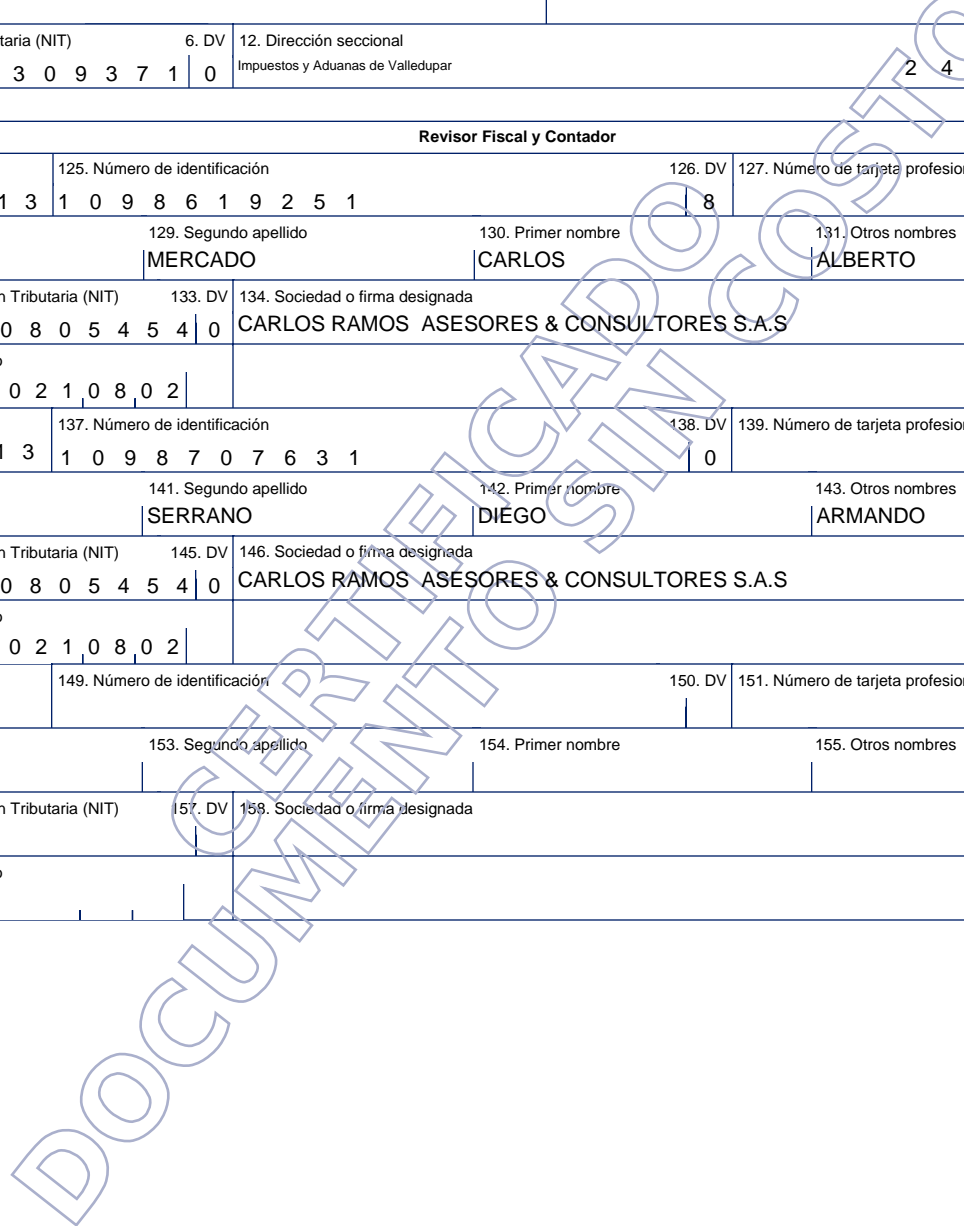 taria (NIT) 6. DV 12. Dirección seccional
3 0 9 3 7 1 0 Impuestos y Aduanas de Valledupar 2 4
Revisor Fiscal y Contador
125. Número de identificación 126. DV 127. Número de tarjeta profesion
1 3 1 0 9 8 6 1 9 2 5 1 8
129. Segundo apellido 130. Primer nombre 131. Otros nombres
MERCADO CARLOS ALBERTO
n Tributaria (NIT) 133. DV 134. Sociedad o firma designada
0 8 0 5 4 5 4 0 CARLOS RAMOS ASESORES & CONSULTORES S.A.S
o
0 2 1 0 8 0 2
137. Número de identificación 138. DV 139. Número de tarjeta profesion
1 3 1 0 9 8 7 0 7 6 3 1 0
141. Segundo apellido 142. Primer nombre 143. Otros nombres
SERRANO DIEGO ARMANDO
n Tributaria (NIT) 145. DV 146. Sociedad o firma designada
0 8 0 5 4 5 4 0 CARLOS RAMOS ASESORES & CONSULTORES S.A.S
o
0 2 1 0 8 0 2
149. Número de identificación 150. DV 151. Número de tarjeta profesion
153. Segundo apellido 154. Primer nombre 155. Otros nombres
n Tributaria (NIT) 157. DV 158. Sociedad o firma designada
o
CERTIFICADO
DOCUMENTO SIN COSTO